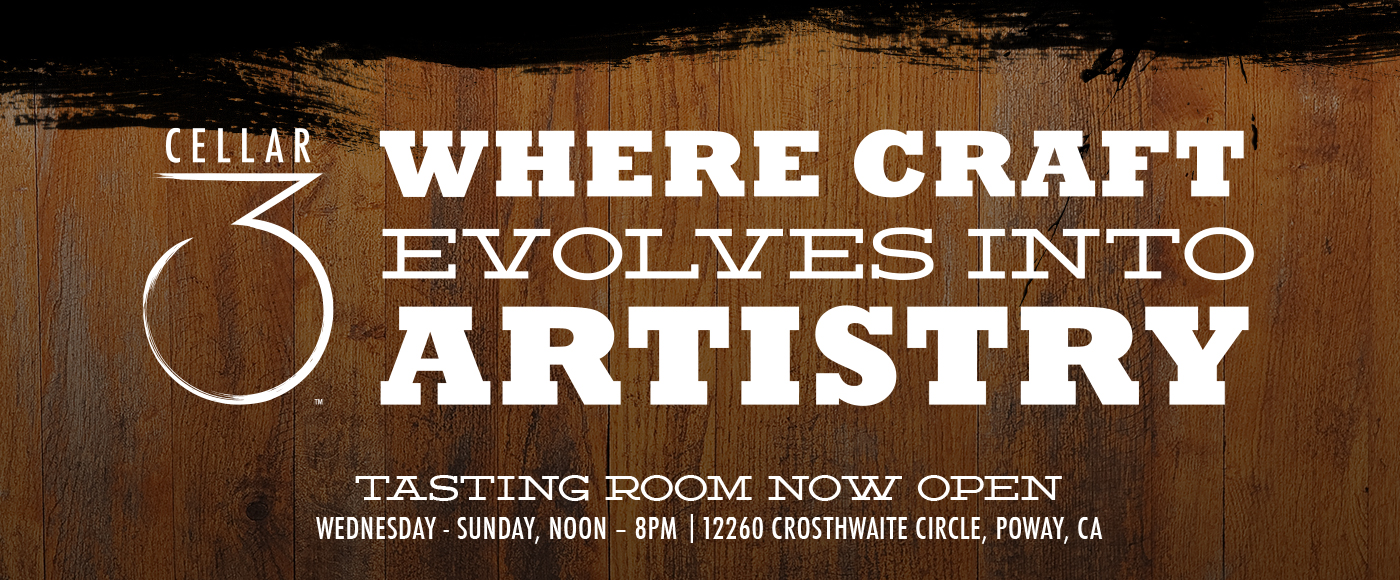 CELLAR
3
™
WHERE CRAFT
EVOLVES INTO
ARTISTRY
TASTING ROOM NOW OPEN
WEDNESDAY - SUNDAY, NOON – 8PM | 12260 CROSTHWAITE CIRCLE, POWAY, CA